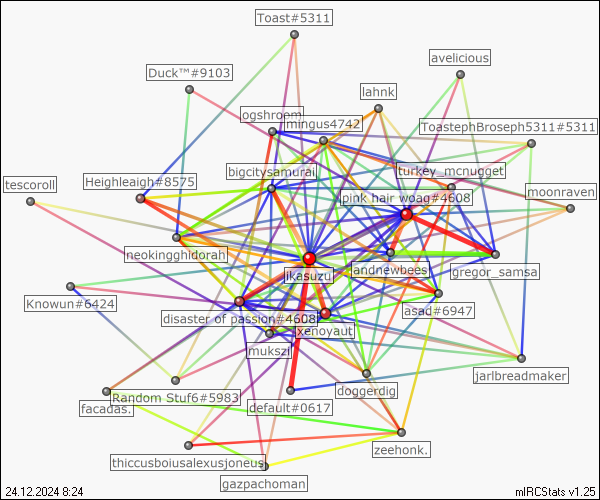 Toast#5311
avelicious
Duck™#9103
lahnk
ogshroom
mingus4742
ToastephBroseph5311#5311
bigcitysamurai
turkey_mcnugget
tescoroll
Heighleaigh#8575
pink hair woag#4608
moonraven
neokingghidorah
jikasuzu
andnewbees
gregor_samsa
Knowun#6424
disaster of passion#4608
asad#6947
xenoyaut
mukszi
jarlbreadmaker
Random Stuf6#5983
doggerdig
facadas.
default#0617
zeehonk.
thiccusboiusalexusjoneus
gazpachoman
24.12.2024 8:24
mIRCStats v1.25